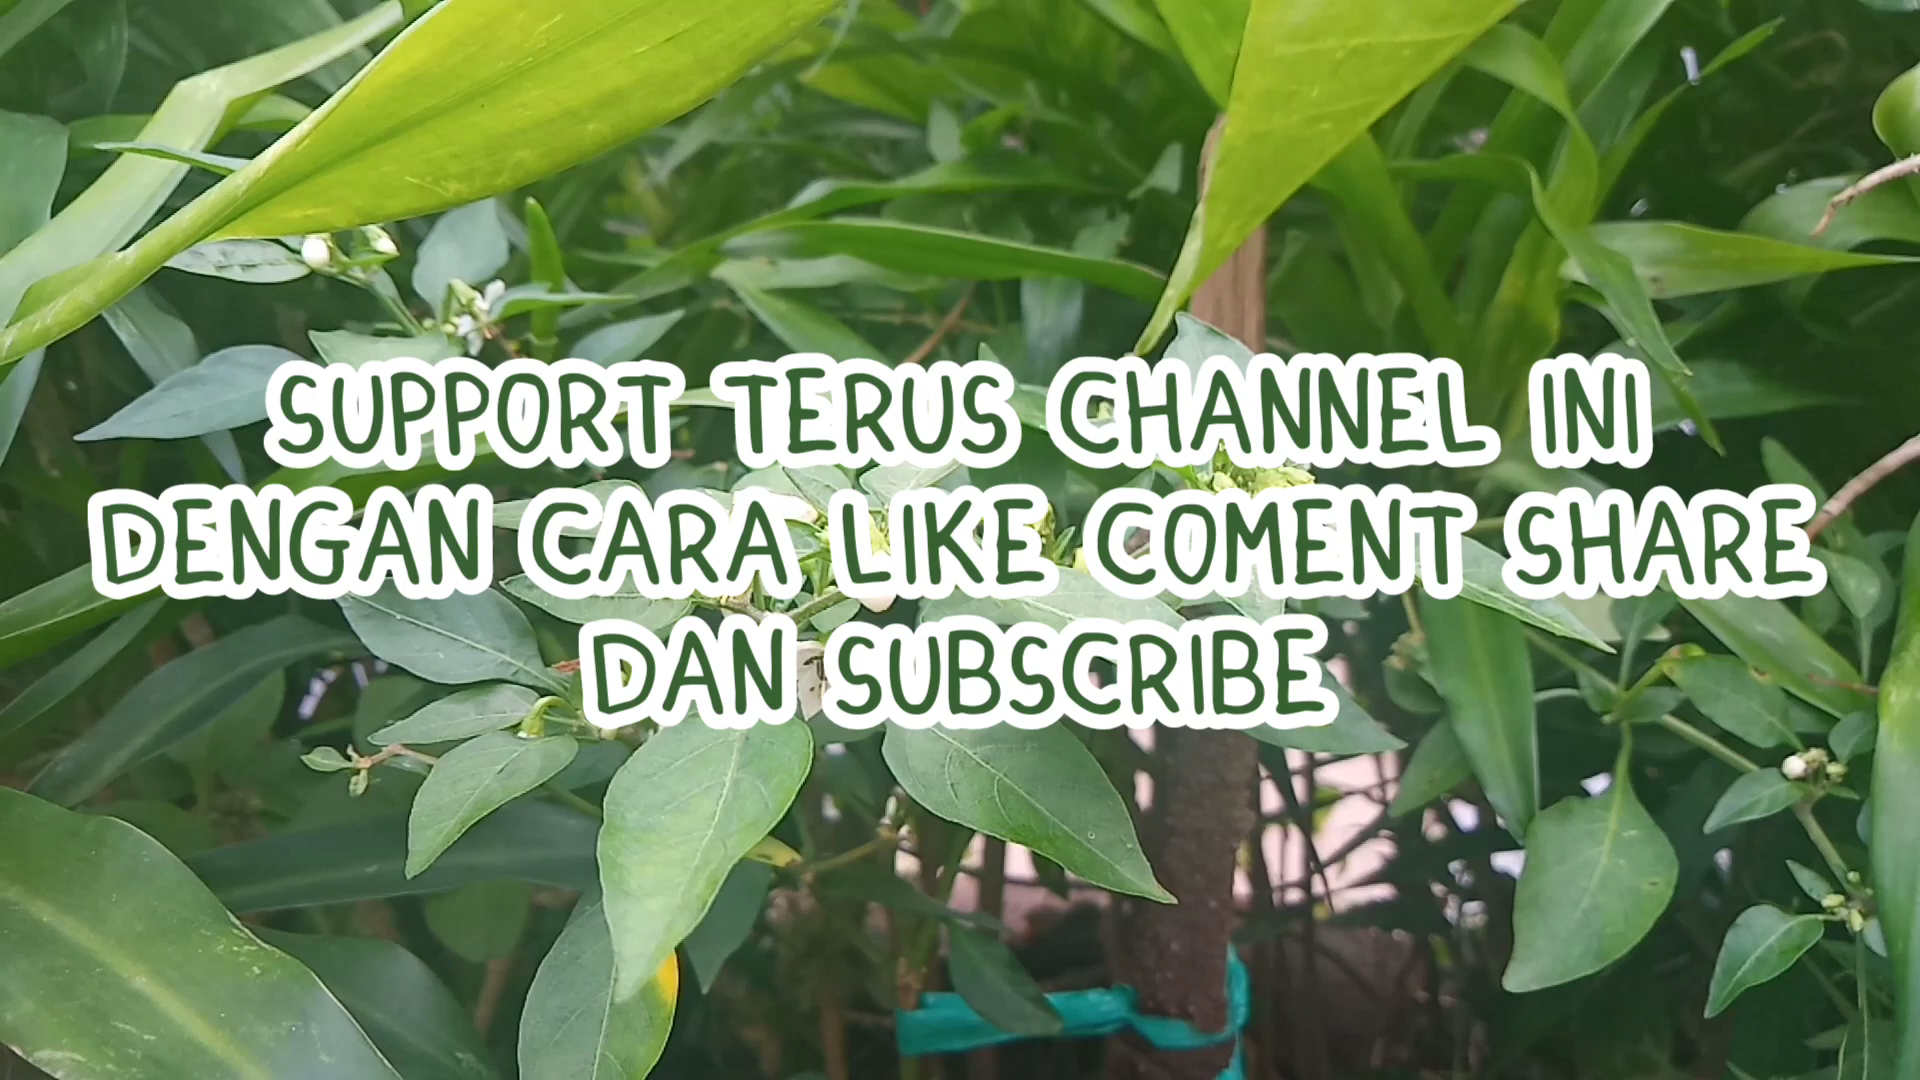 SUPPORT TERUS CHANNEL INI
DENGAN CARA LIKE COMENT SHARE
DAN SUBSCRIBE